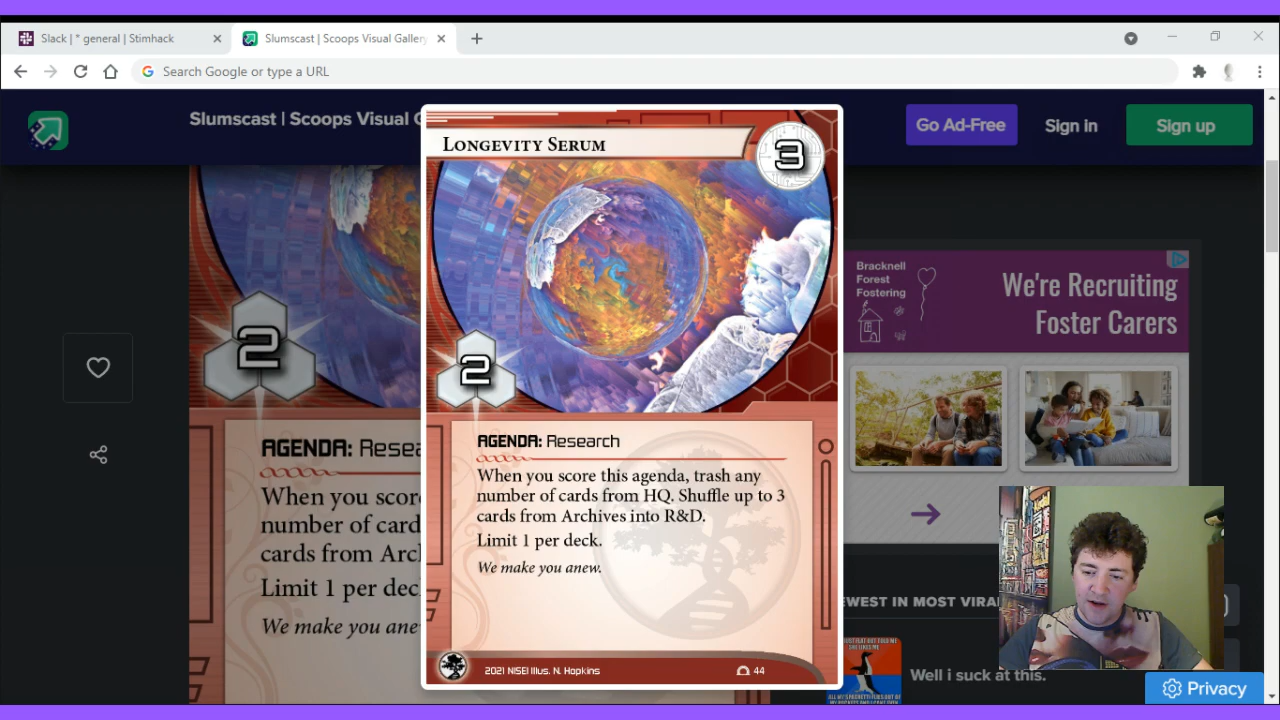 Slack | * general | Stimhack
Slumscast | Scoops Visual Gallery
Search Google or type a URL
Slumscast | Scoops Visual G
Go Ad-Free
Sign in
Sign up
Longevity Serum
3
2
AGENDA: Research
When you score this agenda, trash any
number of cards from HQ. Shuffle up to 3
cards from Archives into R&D.
Limit 1 per deck.
We make you anew.
2021 NISEI Illus. N. Hopkins
44
2
AGENDA: Resea
When you scor
number of card
cards from Arc
Limit 1 per dec
We make you ane
Bracknell
Forest
Fostering
We're Recruiting
Foster Carers
EWEST IN MOST VIRA
Well i suck at this.
Privacy